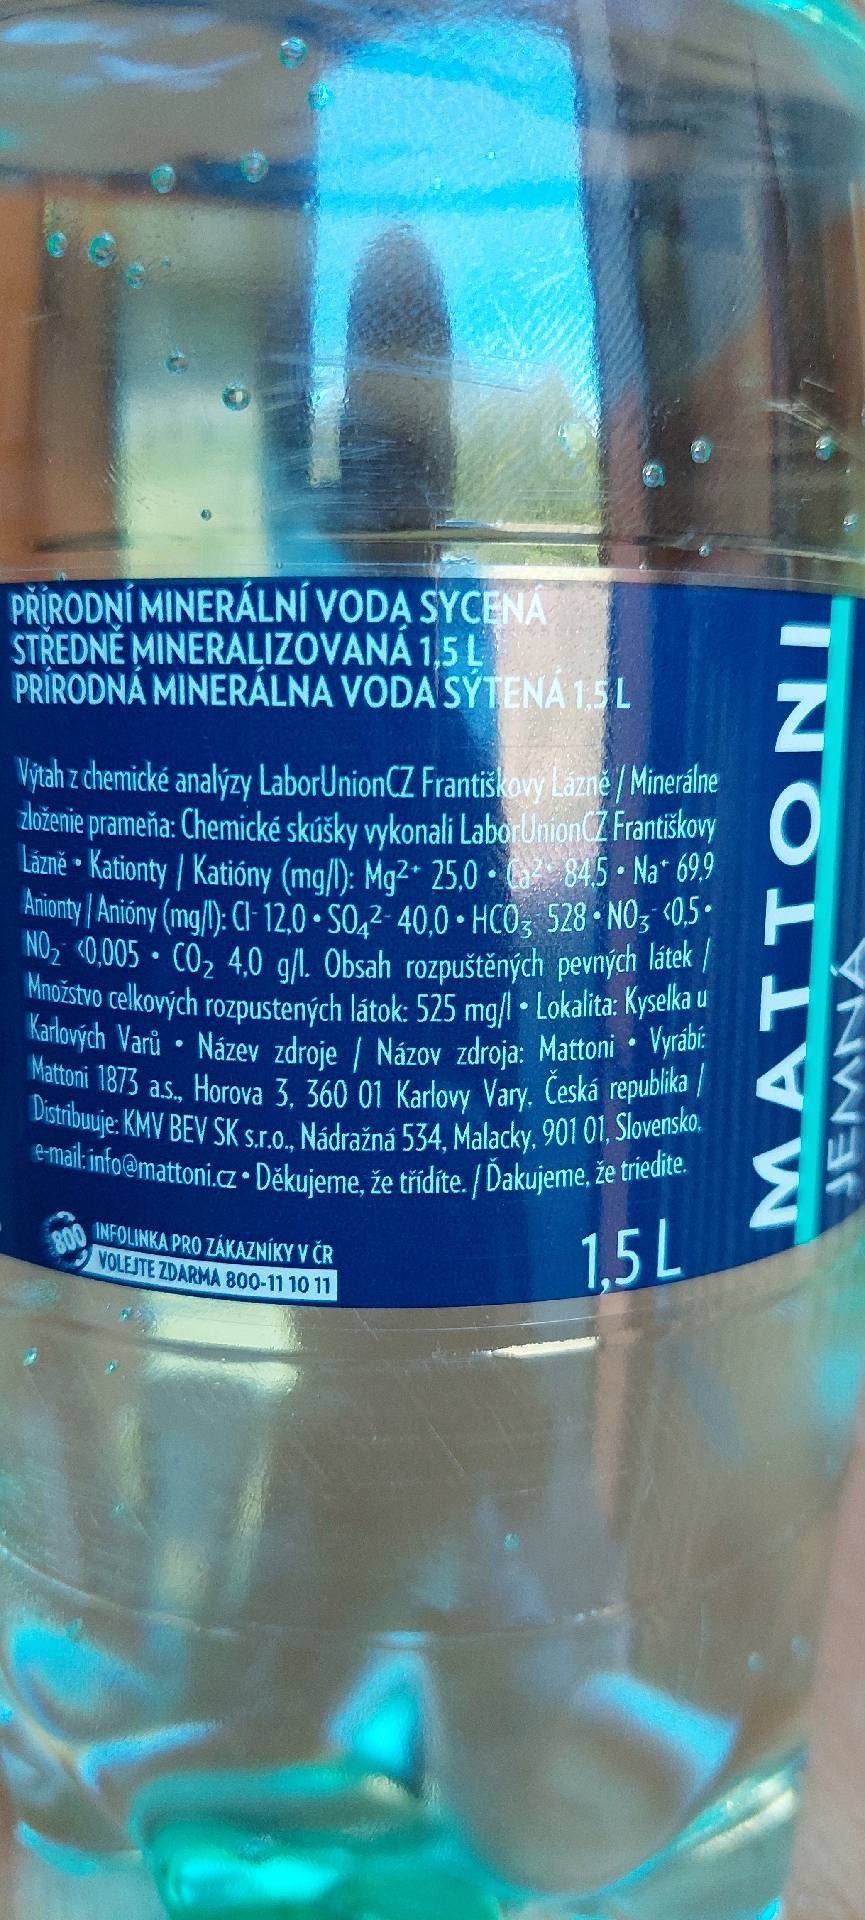 PŘÍRODNÍ MINERÁLNÍ VODA SYCENÁ
STŘEDNĚ MINERALIZOVANÁ 1,5 L
PRÍRODNÁ MINERÁLNA VODA SÝTENÁ 1,5 L
Výtah z chemické analýzy LaborUnionCZ Františkovy Lázně / Minerálne
zloženie prameňa: Chemické skúšky vykonali LaborUnionCZ Františkovy
Lázně • Kationty / Katióny (mg/l): Mg²⁺ 25,0 • Ca²⁺ 84,5 • Na⁺ 69,9
Anionty / Anióny (mg/l): Cl⁻ 12,0 • SO₄²⁻ 40,0 • HCO₃⁻ 528 • NO₃⁻ <0,5 •
NO₂⁻ <0,005 • CO₂ 4,0 g/l. Obsah rozpuštěných pevných látek /
Množstvo celkových rozpustených látok: 525 mg/l • Lokalita: Kyselka u
Karlových Varů • Název zdroje / Názov zdroja: Mattoni • Vyrábí:
Mattoni 1873 a.s., Horova 3, 360 01 Karlovy Vary, Česká republika /
Distribuuje: KMV BEV SK s.r.o., Nádražná 534, Malacky, 901 01, Slovensko,
e-mail: info@mattoni.cz • Děkujeme, že třídíte. / Ďakujeme, že triedite.
800 INFOLINKA PRO ZÁKAZNÍKY V ČR
VOLEJTE ZDARMA 800-11 10 11
1,5 L
MATTONI
JEMNÁ